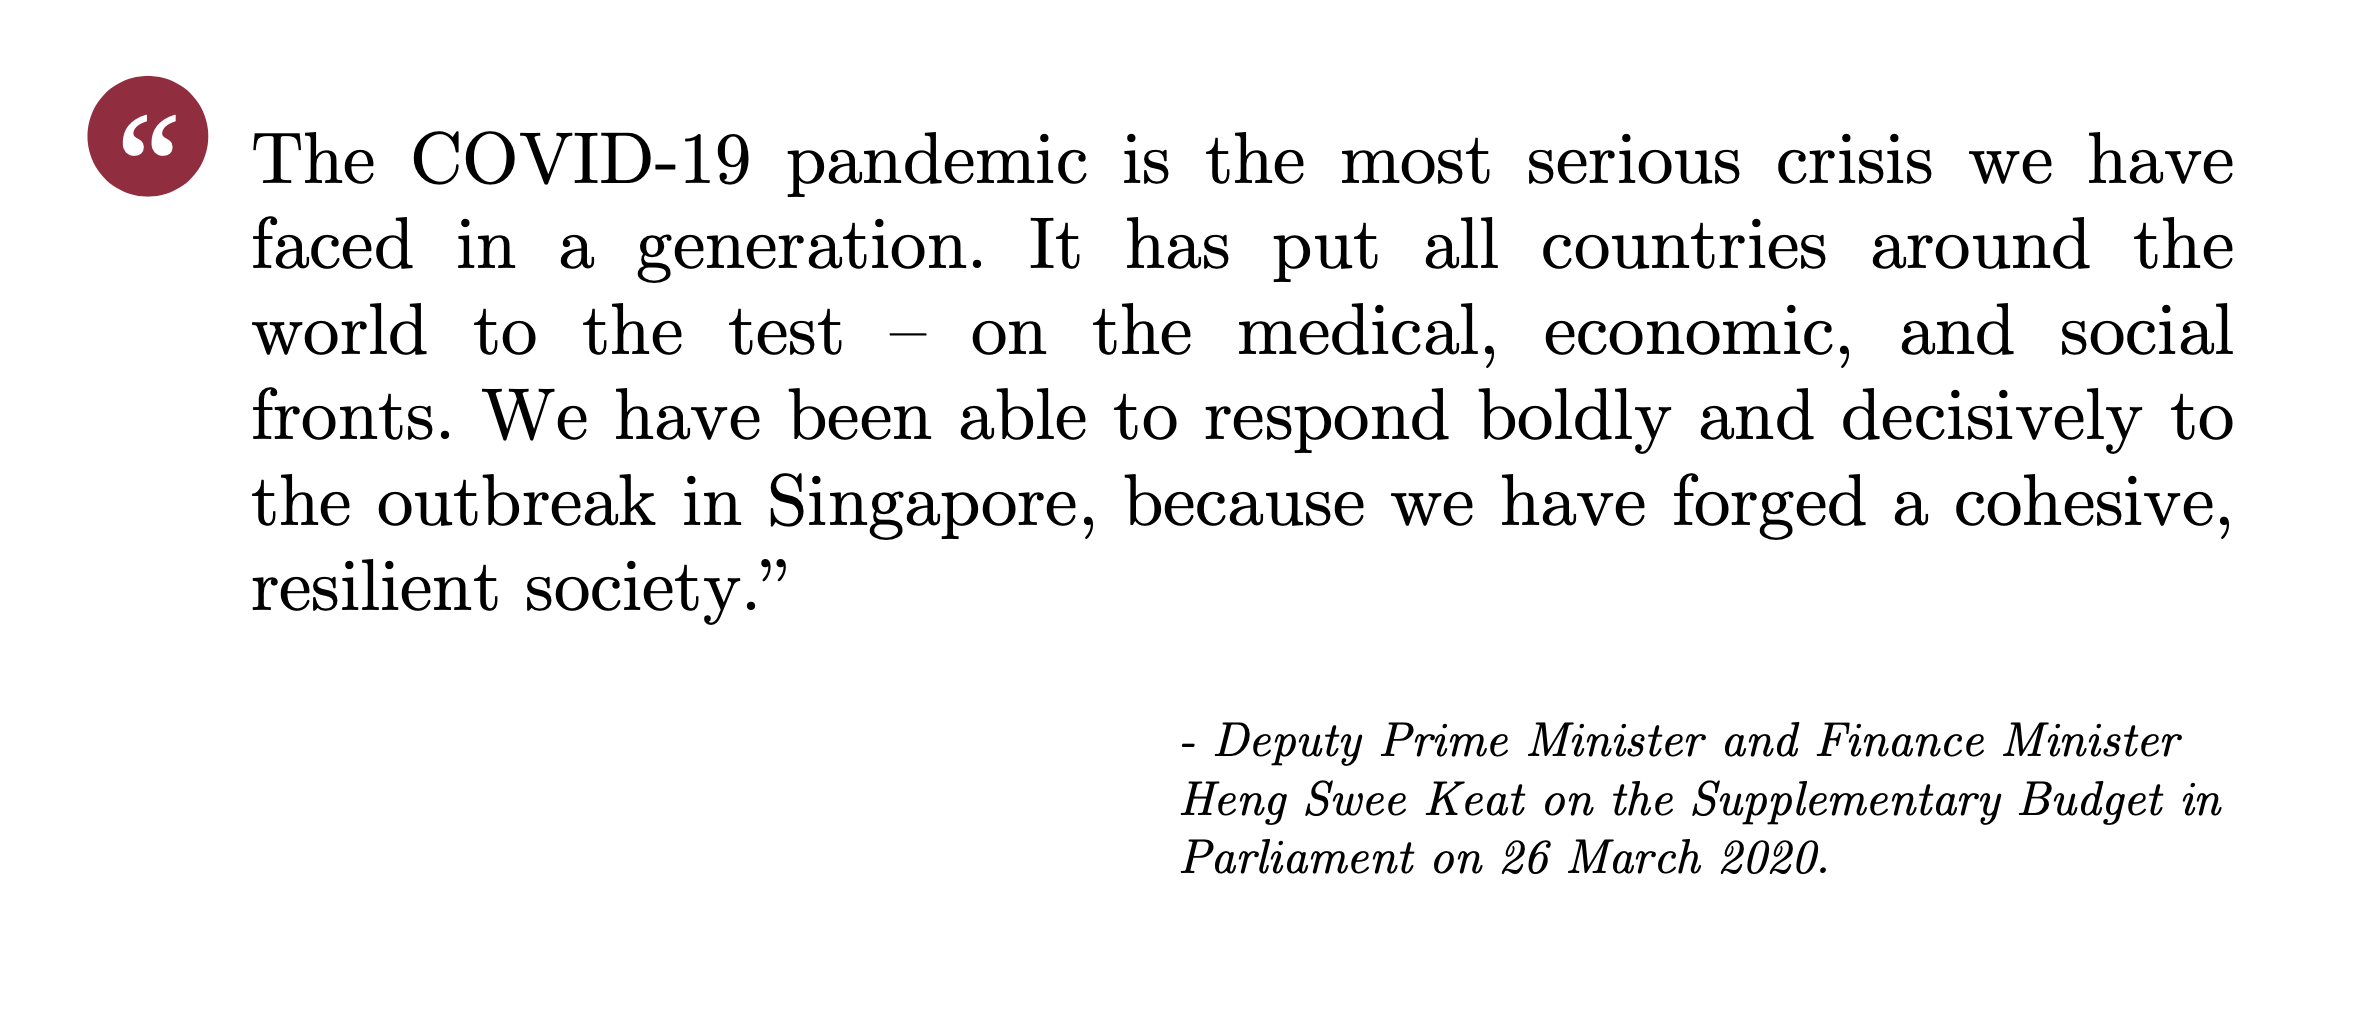 “ The COVID-19 pandemic is the most serious crisis we have
faced in a generation. It has put all countries around the
world to the test – on the medical, economic, and social
fronts. We have been able to respond boldly and decisively to
the outbreak in Singapore, because we have forged a cohesive,
resilient society.”
- Deputy Prime Minister and Finance Minister
Heng Swee Keat on the Supplementary Budget in
Parliament on 26 March 2020.